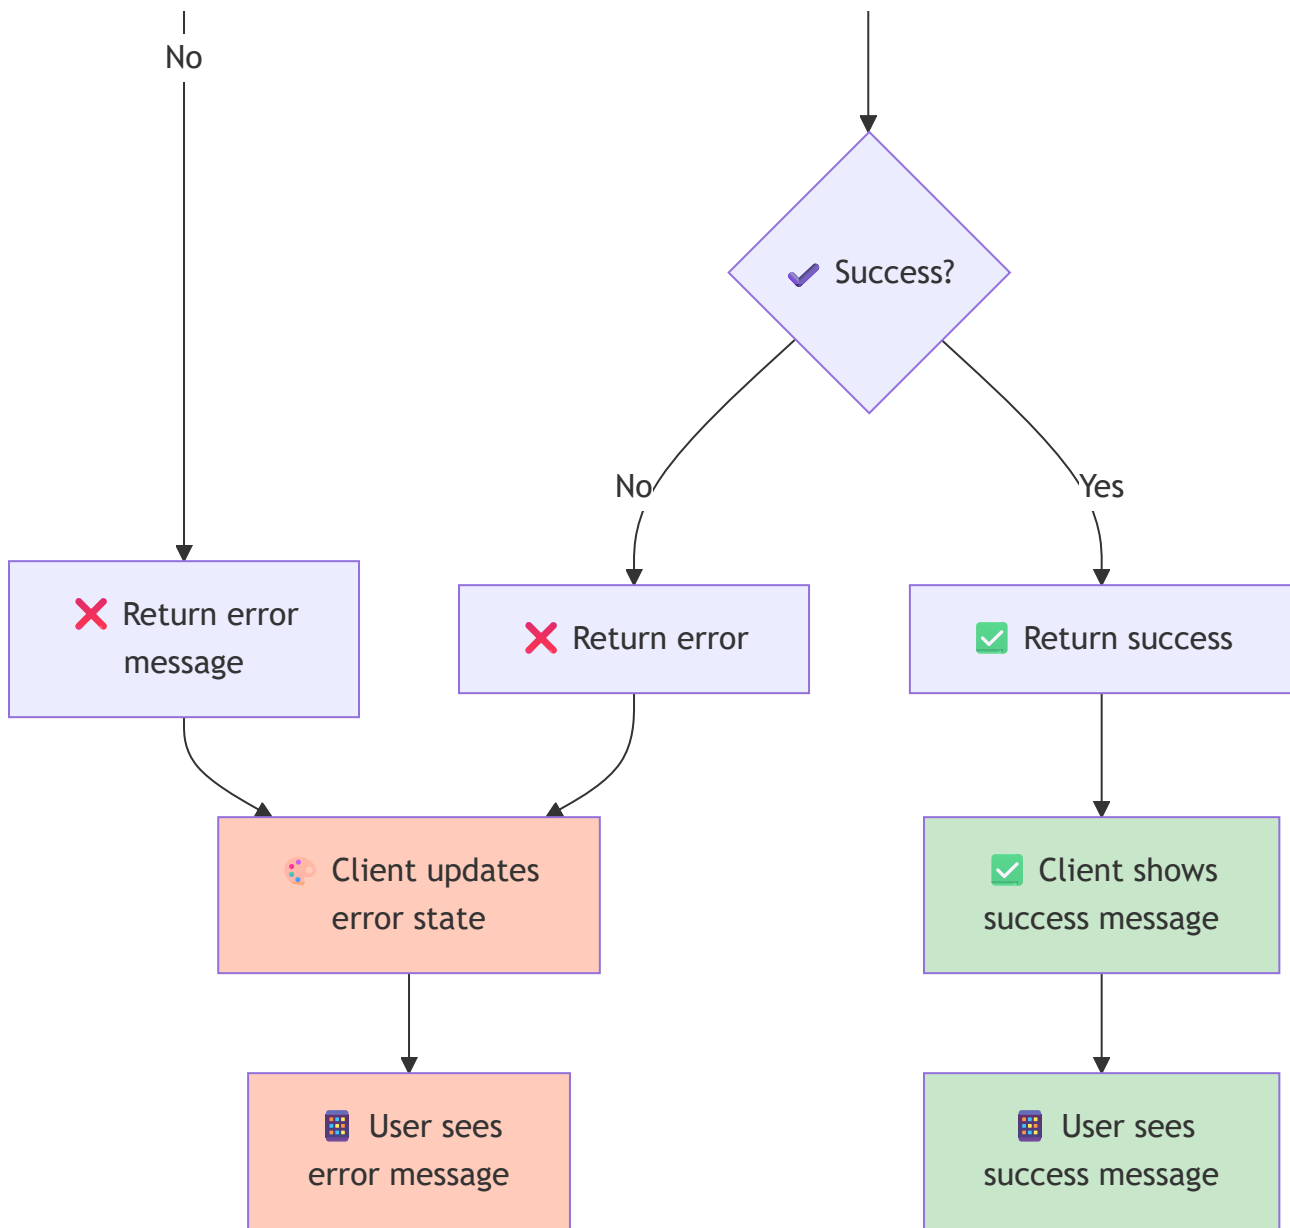 No
✔ Success?
No
Yes
❌ Return error
message
❌ Return error
✅ Return success
🎨 Client updates
error state
✅ Client shows
success message
📱 User sees
error message
📱 User sees
success message